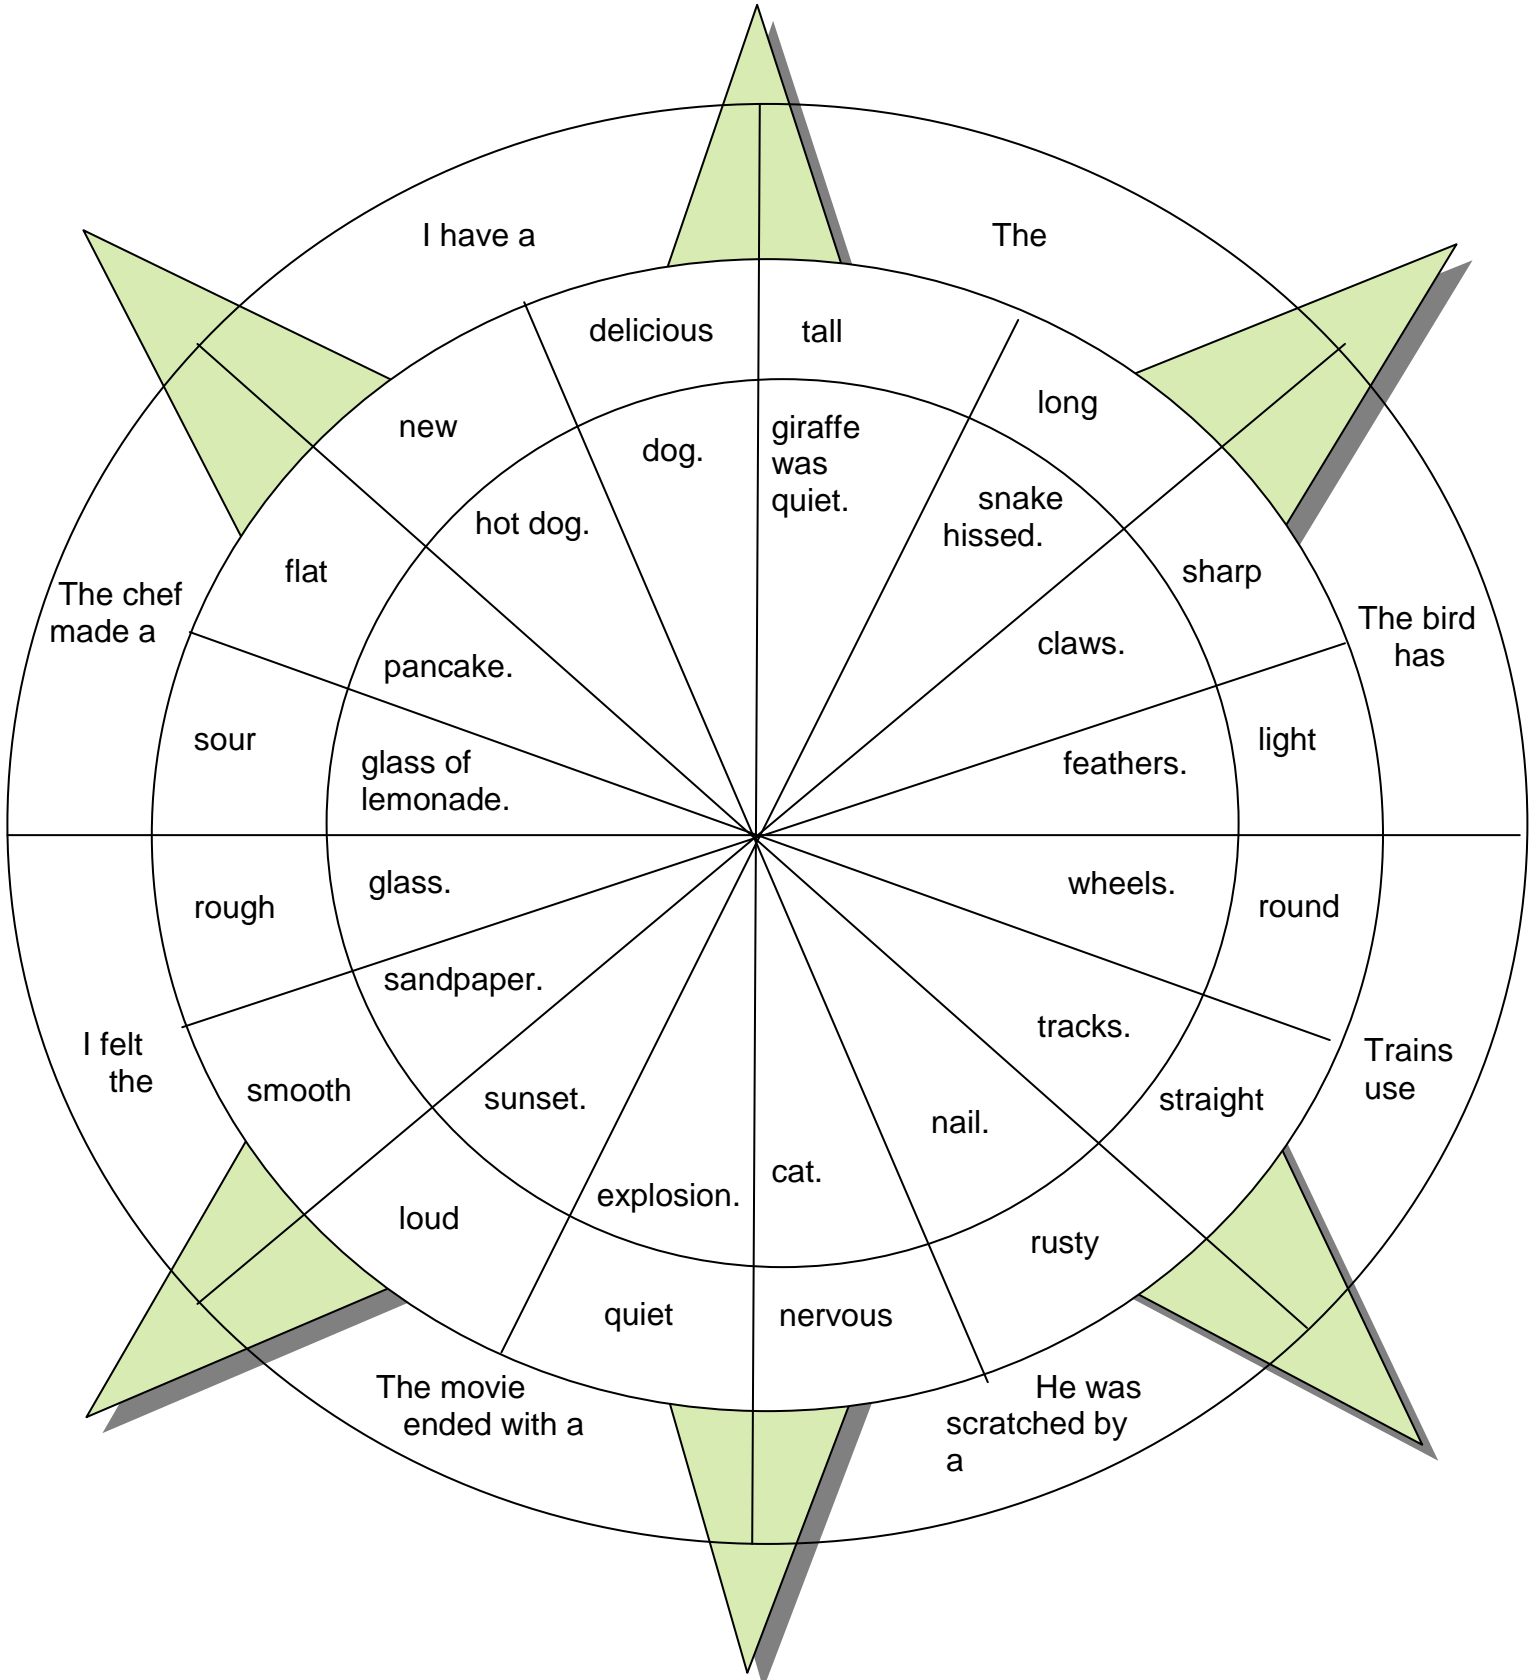 I have a
The
delicious
tall
long
new
dog.
giraffe
was
quiet.
snake
hissed.
hot dog.
flat
sharp
The chef
made a
The bird
has
claws.
pancake.
sour
light
glass of
lemonade.
feathers.
glass.
wheels.
rough
round
sandpaper.
tracks.
I felt
the
Trains
use
smooth
sunset.
straight
nail.
cat.
explosion.
loud
rusty
quiet
nervous
The movie
ended with a
He was
scratched by
a